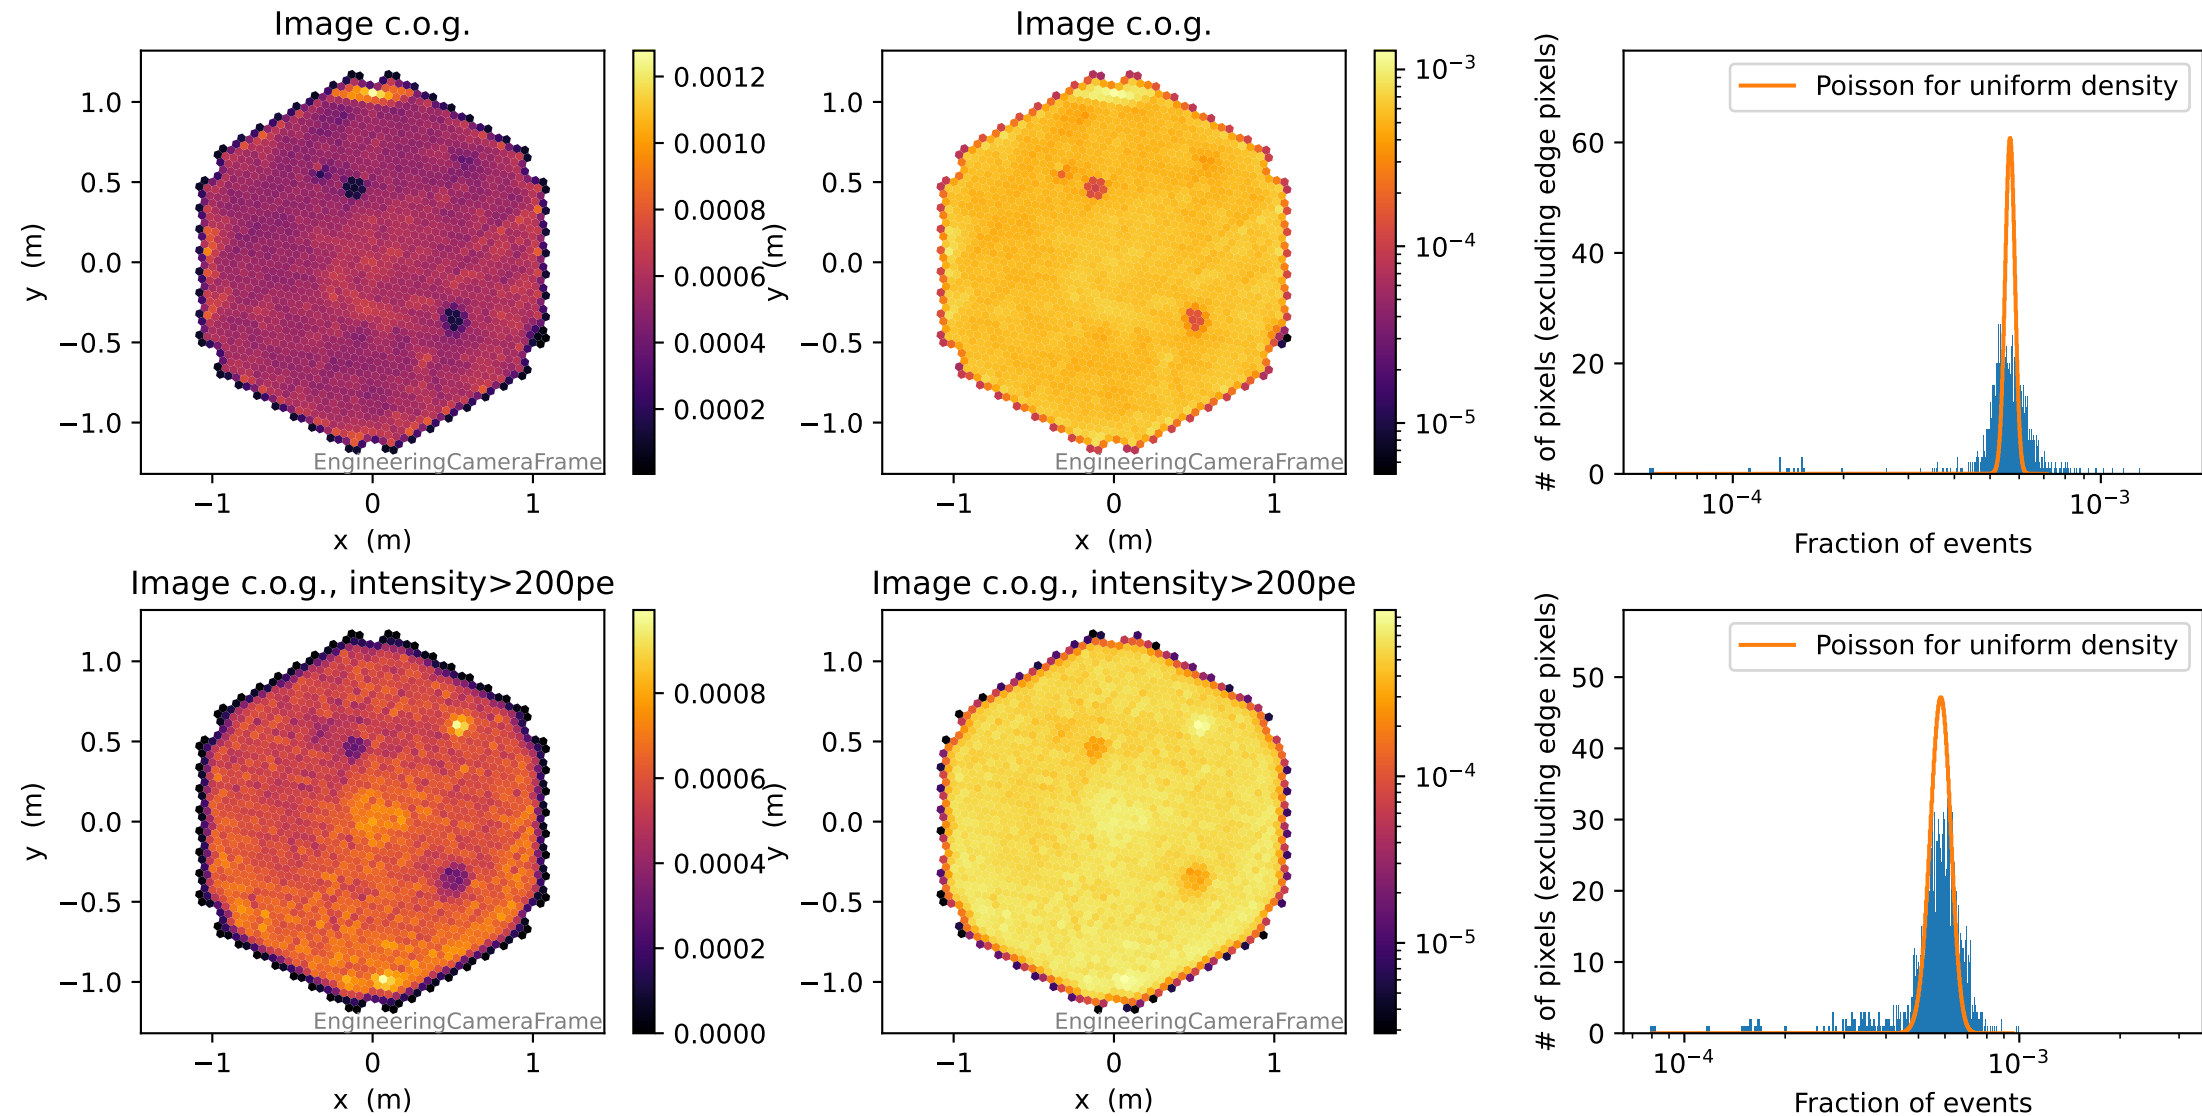 Image c.o.g.
1.0
0.5
0.0
−0.5
−1.0
y (m)
−1 0 1
x (m)
EngineeringCameraFrame
0.0012
0.0010
0.0008
0.0006
0.0004
0.0002
Image c.o.g.
1.0
0.5
0.0
−0.5
−1.0
y (m)
−1 0 1
x (m)
EngineeringCameraFrame
10−3
10−4
10−5
Poisson for uniform density
# of pixels (excluding edge pixels)
60
40
20
0
10−4 10−3
Fraction of events
Image c.o.g., intensity>200pe
1.0
0.5
0.0
−0.5
−1.0
y (m)
−1 0 1
x (m)
EngineeringCameraFrame
0.0008
0.0006
0.0004
0.0002
0.0000
Image c.o.g., intensity>200pe
1.0
0.5
0.0
−0.5
−1.0
y (m)
−1 0 1
x (m)
EngineeringCameraFrame
10−4
10−5
Poisson for uniform density
# of pixels (excluding edge pixels)
50
40
30
20
10
0
10−4 10−3
Fraction of events